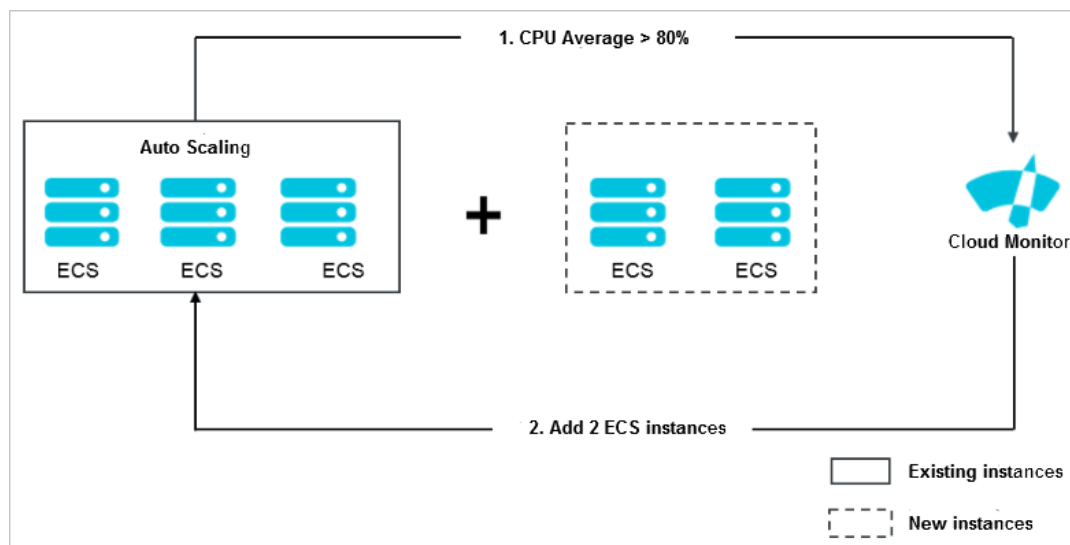 1. CPU Average > 80%
Auto Scaling
ECS
ECS
ECS
ECS
ECS
Cloud Monitor
2. Add 2 ECS instances
Existing instances
New instances